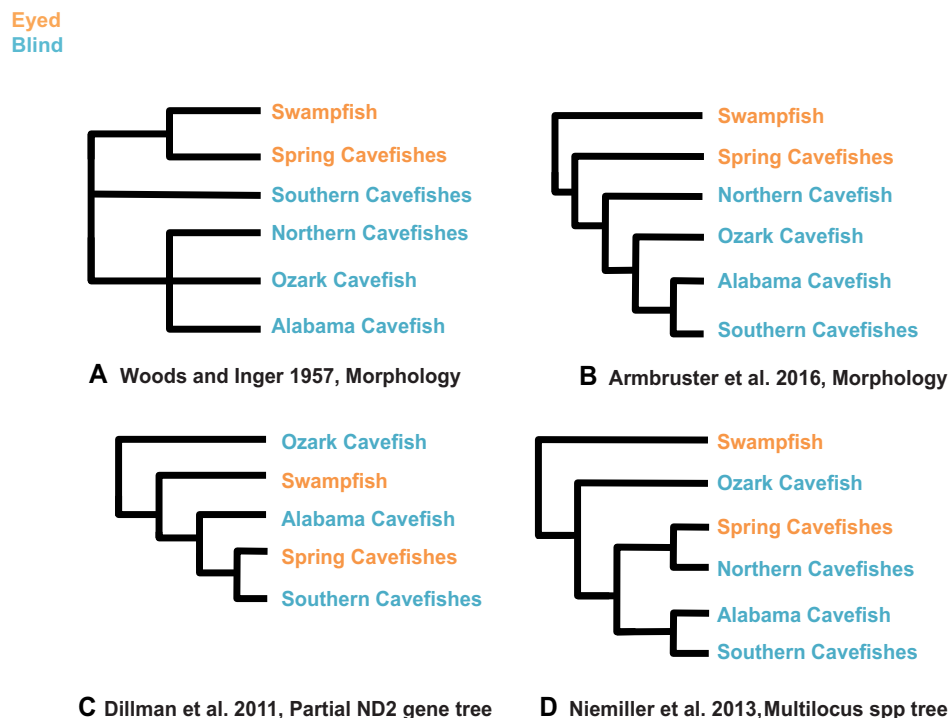 Eyed
Blind
Swampfish
Spring Cavefishes
Southern Cavefishes
Northern Cavefishes
Ozark Cavefish
Alabama Cavefish
A Woods and Inger 1957, Morphology
Swampfish
Spring Cavefishes
Northern Cavefish
Ozark Cavefish
Alabama Cavefish
Southern Cavefishes
B Armbruster et al. 2016, Morphology
Ozark Cavefish
Swampfish
Alabama Cavefish
Spring Cavefishes
Southern Cavefishes
C Dillman et al. 2011, Partial ND2 gene tree
Swampfish
Ozark Cavefish
Spring Cavefishes
Northern Cavefishes
Alabama Cavefish
Southern Cavefishes
D Niemiller et al. 2013,Multilocus spp tree